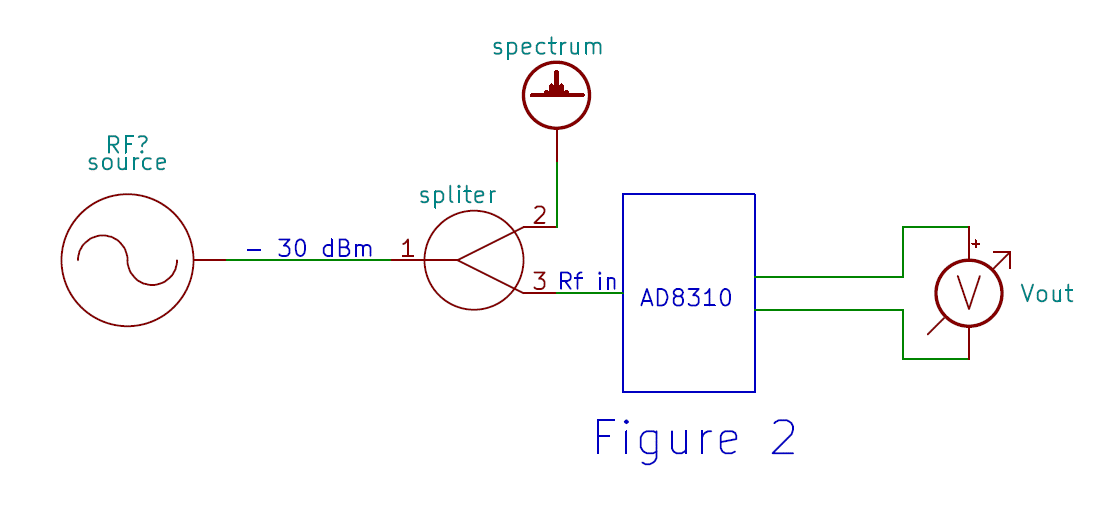 spectrum
RF?
source
spliter
2
- 30 dBm
1
3
Rf in
AD8310
+
V
Vout
Figure 2